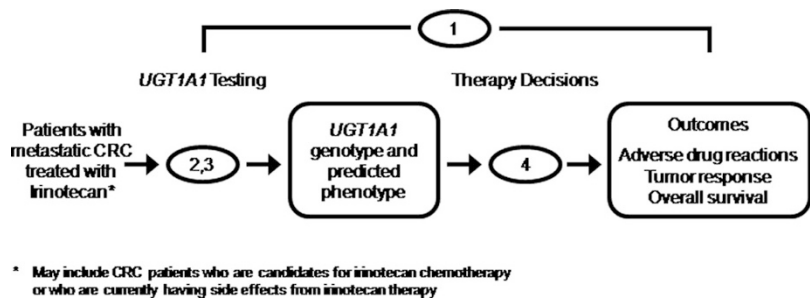 1
UGT1A1 Testing
Therapy Decisions
Patients with
metastatic CRC
treated with
Irinotecan*
2,3
UGT1A1
genotype and
predicted
phenotype
4
Outcomes
Adverse drug reactions
Tumor response
Overall survival
* May include CRC patients who are candidates for irinotecan chemotherapy
or who are currently having side effects from irinotecan therapy